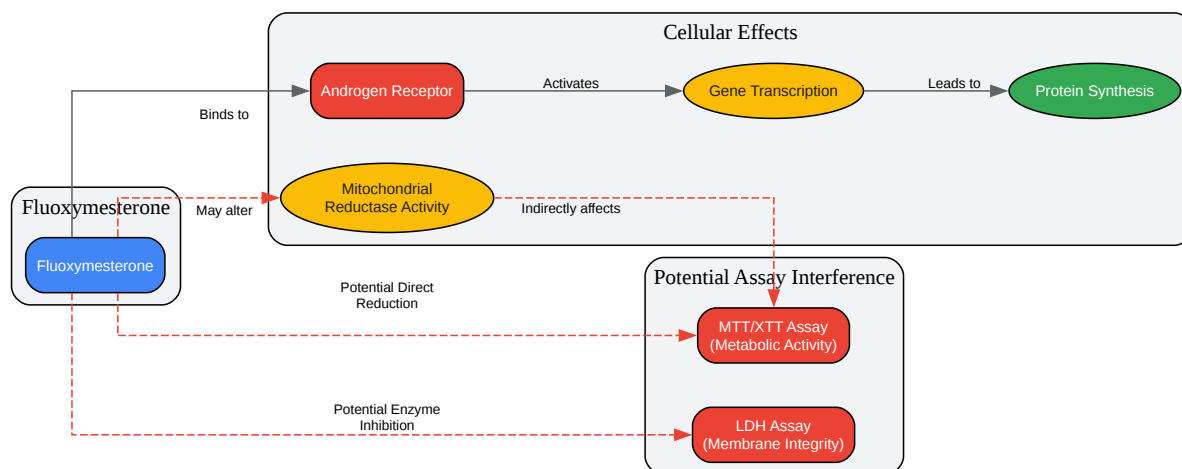 Cellular Effects
Androgen Receptor
Activates
Gene Transcription
Leads to
Protein Synthesis
Binds to
Mitochondrial
Reductase Activity
May alter
Indirectly affects
Fluoxymesterone
Fluoxymesterone
Potential Assay Interference
Potential Direct
Reduction
MTT/XTT Assay
(Metabolic Activity)
Potential Enzyme
Inhibition
LDH Assay
(Membrane Integrity)